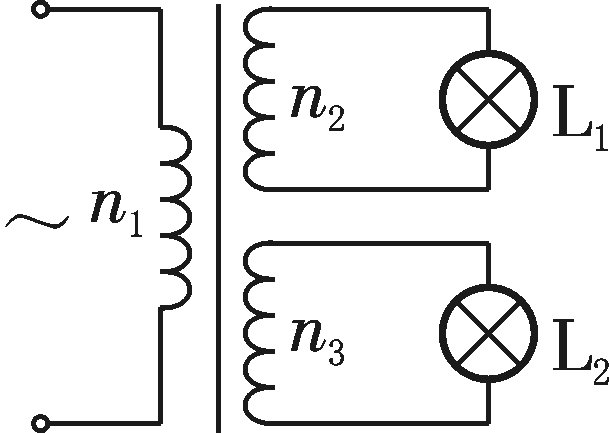 n₂
L₁
~ n₁
n₃
L₂